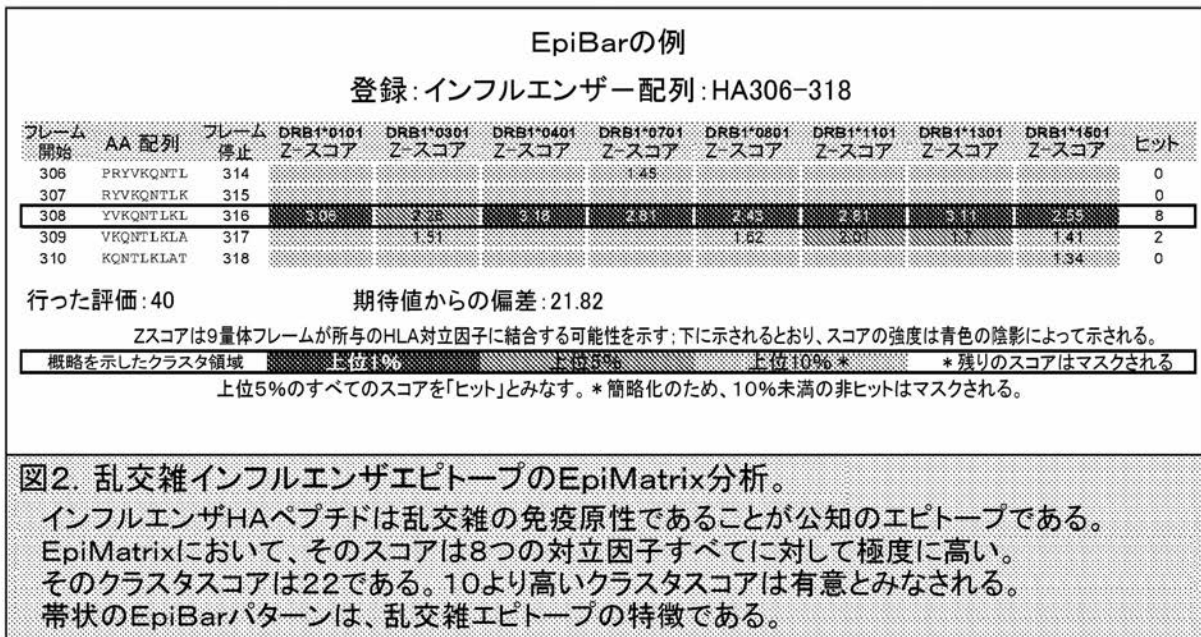 EpiBarの例
登録:インフルエンザー配列:HA306-318
フレーム開始 AA 配列 フレーム停止 DRB1*0101 Z-スコア DRB1*0301 Z-スコア DRB1*0401 Z-スコア DRB1*0701 Z-スコア DRB1*0801 Z-スコア DRB1*1101 Z-スコア DRB1*1301 Z-スコア DRB1*1501 Z-スコア ヒット
306 PRYVKQNTL 314 1.45 0
307 RYVKQNTLK 315 0
308 YVKQNTLKL 316 3.06 2.28 3.18 2.81 2.43 2.81 3.11 2.55 8
309 VKQNTLKLA 317 1.51 1.62 2.01 1.7 1.41 2
310 KQNTLKLAT 318 1.34 0
行った評価:40 期待値からの偏差:21.82
Zスコアは9量体フレームが所与のHLA対立因子に結合する可能性を示す;下に示されるとおり、スコアの強度は青色の陰影によって示される。
概略を示したクラスタ領域 上位1% 上位5% 上位10%* *残りのスコアはマスクされる
上位5%のすべてのスコアを「ヒット」とみなす。*簡略化のため、10%未満の非ヒットはマスクされる。
図2. 乱交雑インフルエンザエピトープのEpiMatrix分析。
インフルエンザHAペプチドは乱交雑の免疫原性であることが公知のエピトープである。
EpiMatrixにおいて、そのスコアは8つの対立因子すべてに対して極度に高い。
そのクラスタスコアは22である。10より高いクラスタスコアは有意とみなされる。
帯状のEpiBarパターンは、乱交雑エピトープの特徴である。